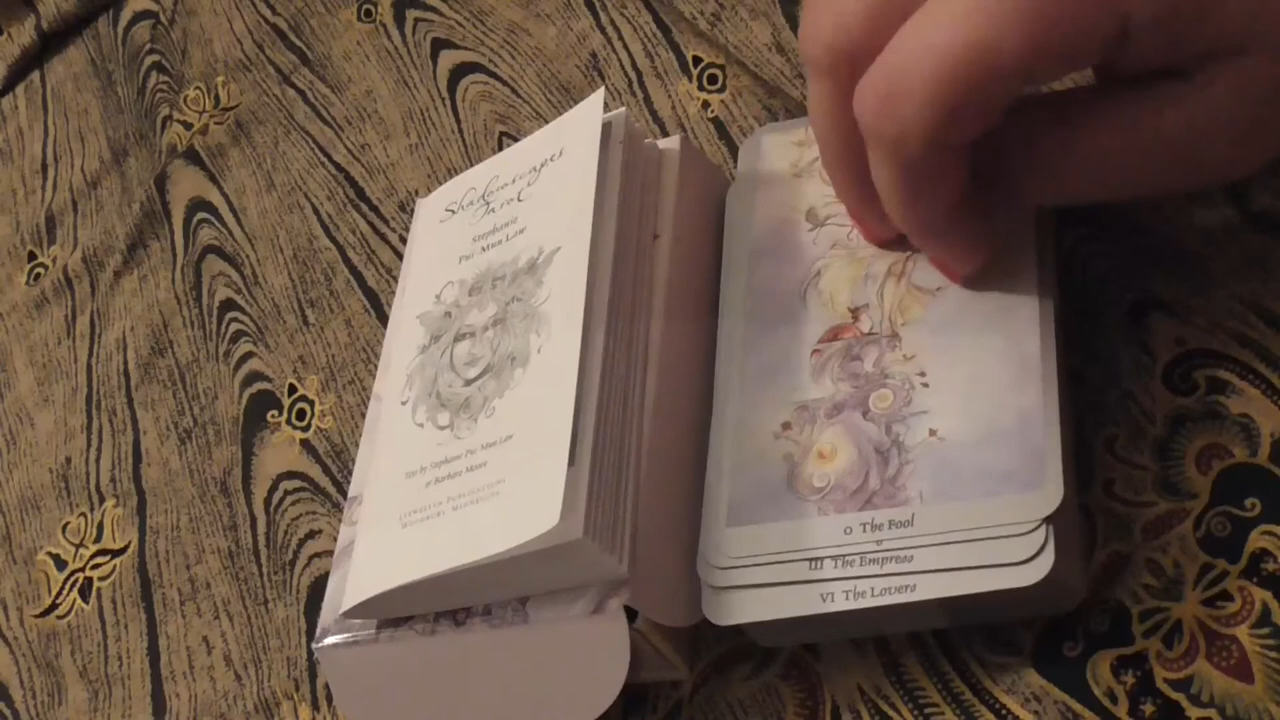 Shadowscapes
Tarot
Stephanie
Pui-Mun Law
Text by Stephanie Pui-Mun Law
& Barbara Moore
Llewellyn Publications
Woodbury, Minnesota
0 The Fool
III The Empress
VI The Lovers